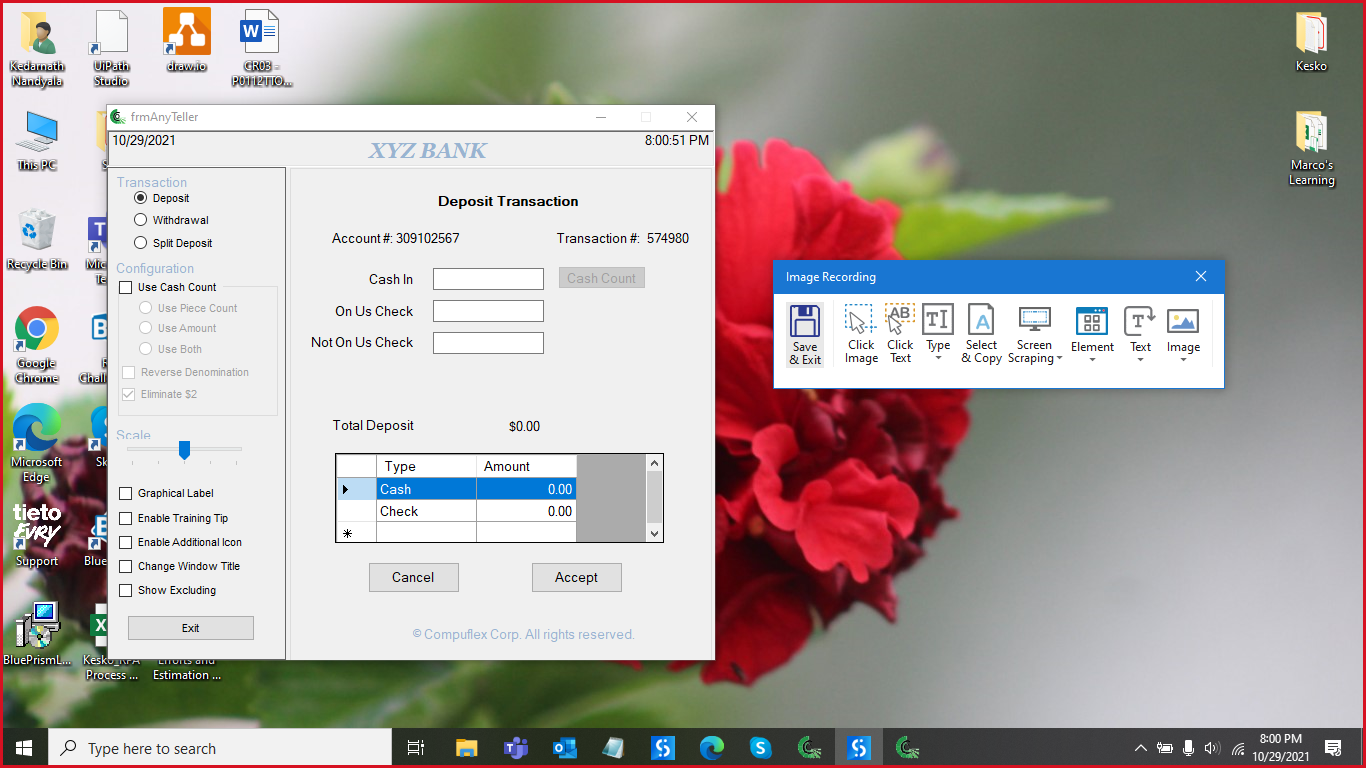 Kedarnath
Nandyala
UiPath
Studio
draw.io
CR03 -
P0112TTO...
Kesko
This PC
Marco's
Learning
Recycle Bin
Google
Chrome
Microsoft
Edge
tieto
EVRY
Support
BluePrismL...
Kesko_RPA
Process ...
Efforts and
Estimation ...
frmAnyTeller
10/29/2021
XYZ BANK
8:00:51 PM
Transaction
Deposit
Withdrawal
Split Deposit
Configuration
Use Cash Count
Use Piece Count
Use Amount
Use Both
Reverse Denomination
Eliminate $2
Scale
Graphical Label
Enable Training Tip
Enable Additional Icon
Change Window Title
Show Excluding
Exit
Deposit Transaction
Account #: 309102567
Transaction #: 574980
Cash In
Cash Count
On Us Check
Not On Us Check
Total Deposit
$0.00
Type Amount
Cash 0.00
Check 0.00
Cancel
Accept
© Compuflex Corp. All rights reserved.
Image Recording
Save
& Exit
Click
Image
Click
Text
Type
Select
& Copy
Screen
Scraping
Element
Text
Image
Type here to search
8:00 PM
10/29/2021